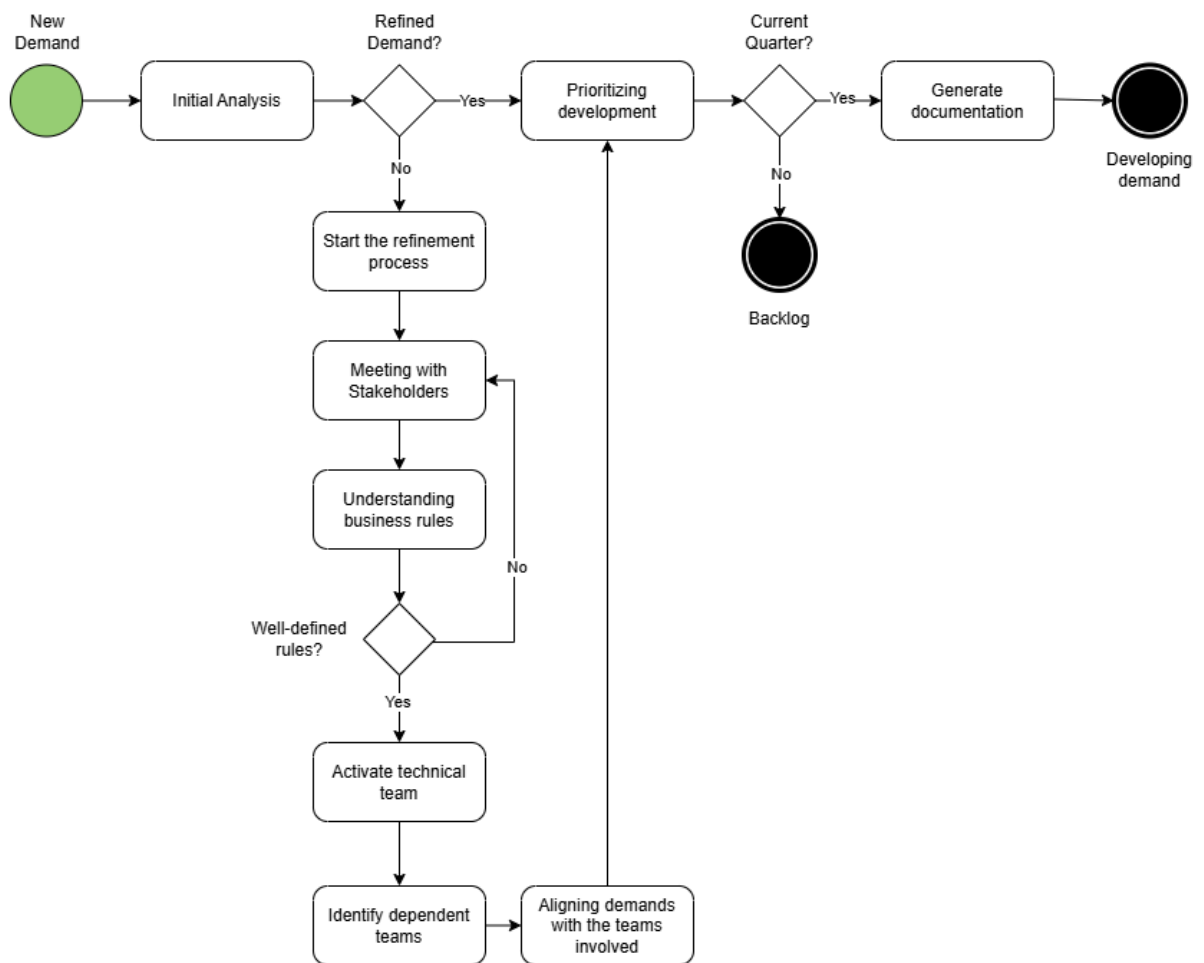 New
Demand
Refined
Demand?
Current
Quarter?
Initial Analysis
Yes
Prioritizing
development
Yes
Generate
documentation
Developing
demand
No
No
Start the refinement
process
Backlog
Meeting with
Stakeholders
Understanding
business rules
No
Well-defined
rules?
Yes
Activate technical
team
Identify dependent
teams
Aligning demands
with the teams
involved